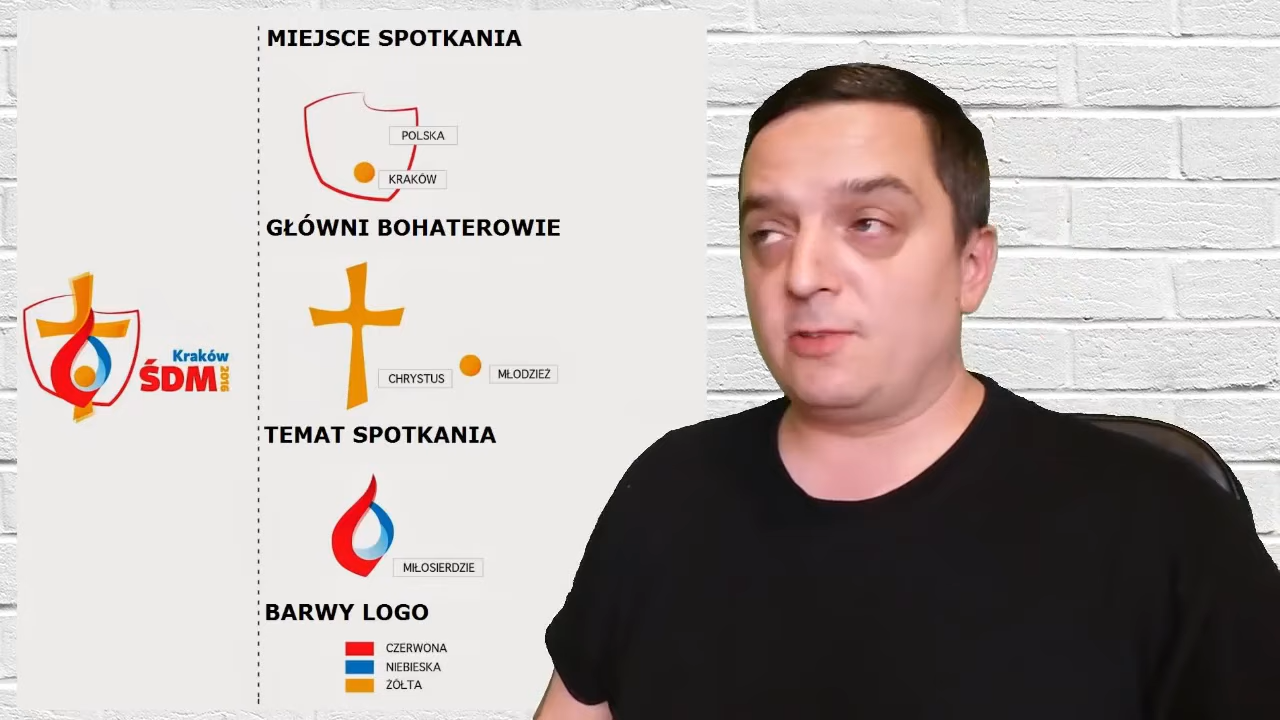 MIEJSCE SPOTKANIA
POLSKA
KRAKÓW
GŁÓWNI BOHATEROWIE
CHRYSTUS
MŁODZIEŻ
Kraków
ŚDM
2016
TEMAT SPOTKANIA
MIŁOSIERDZIE
BARWY LOGO
CZERWONA
NIEBIESKA
ŻÓŁTA